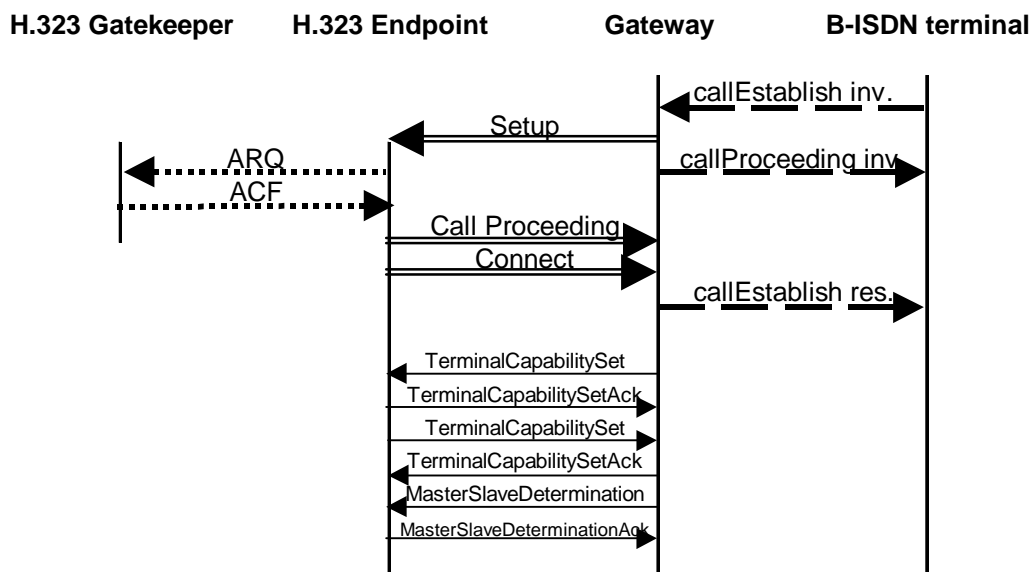 H.323 Gatekeeper H.323 Endpoint Gateway B-ISDN terminal
callEstablish inv.
Setup
ARQ callProceeding inv.
ACF
Call Proceeding
Connect
callEstablish res.
TerminalCapabilitySet
TerminalCapabilitySetAck
TerminalCapabilitySet
TerminalCapabilitySetAck
MasterSlaveDetermination
MasterSlaveDeterminationAck